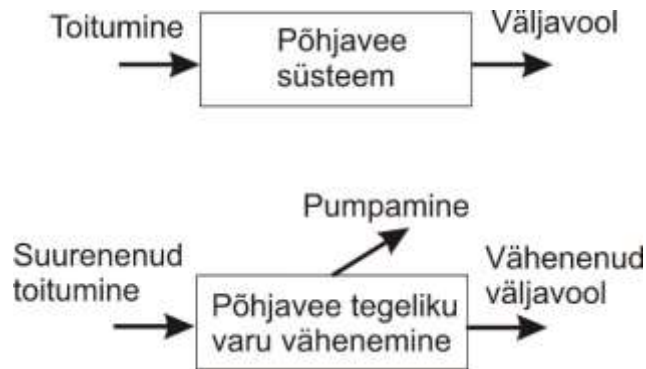 Toitumine
Põhjavee
süsteem
Väljavool
Pumpamine
Suurenenud
toitumine
Põhjavee tegeliku
varu vähenemine
Vähenenud
väljavool